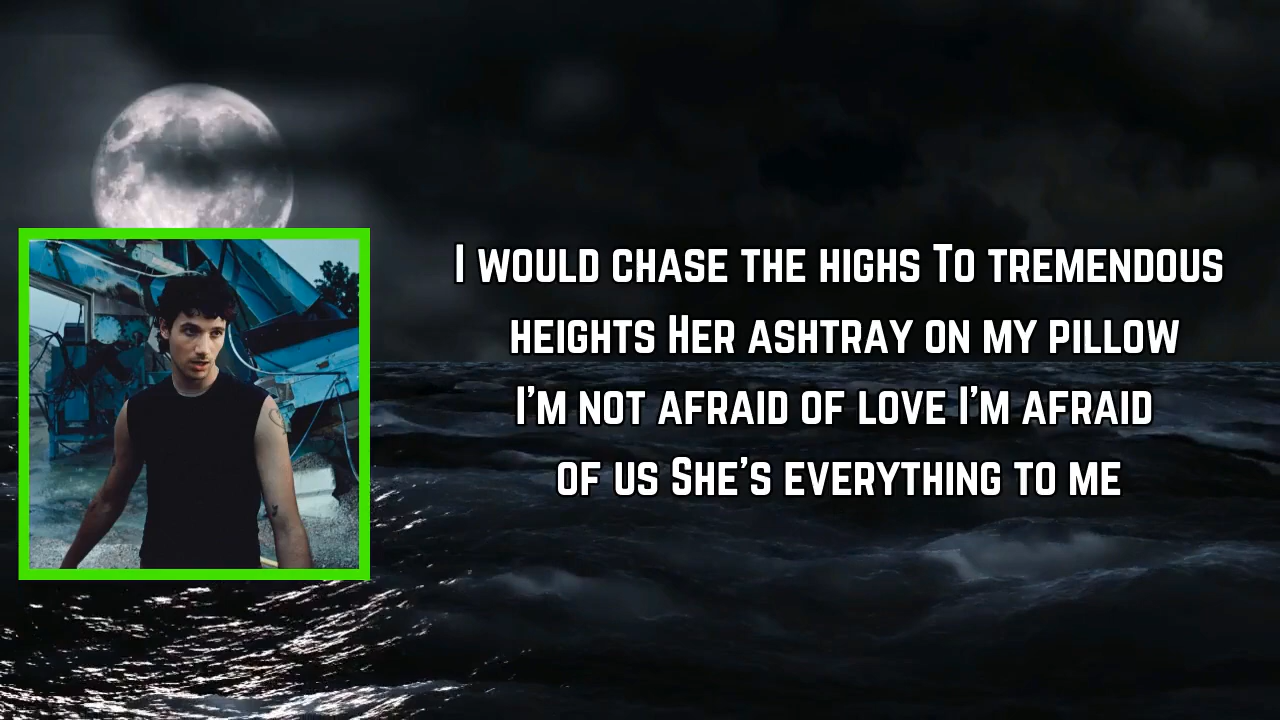 I WOULD CHASE THE HIGHS TO TREMENDOUS
HEIGHTS HER ASHTRAY ON MY PILLOW
I'M NOT AFRAID OF LOVE I'M AFRAID
OF US SHE'S EVERYTHING TO ME